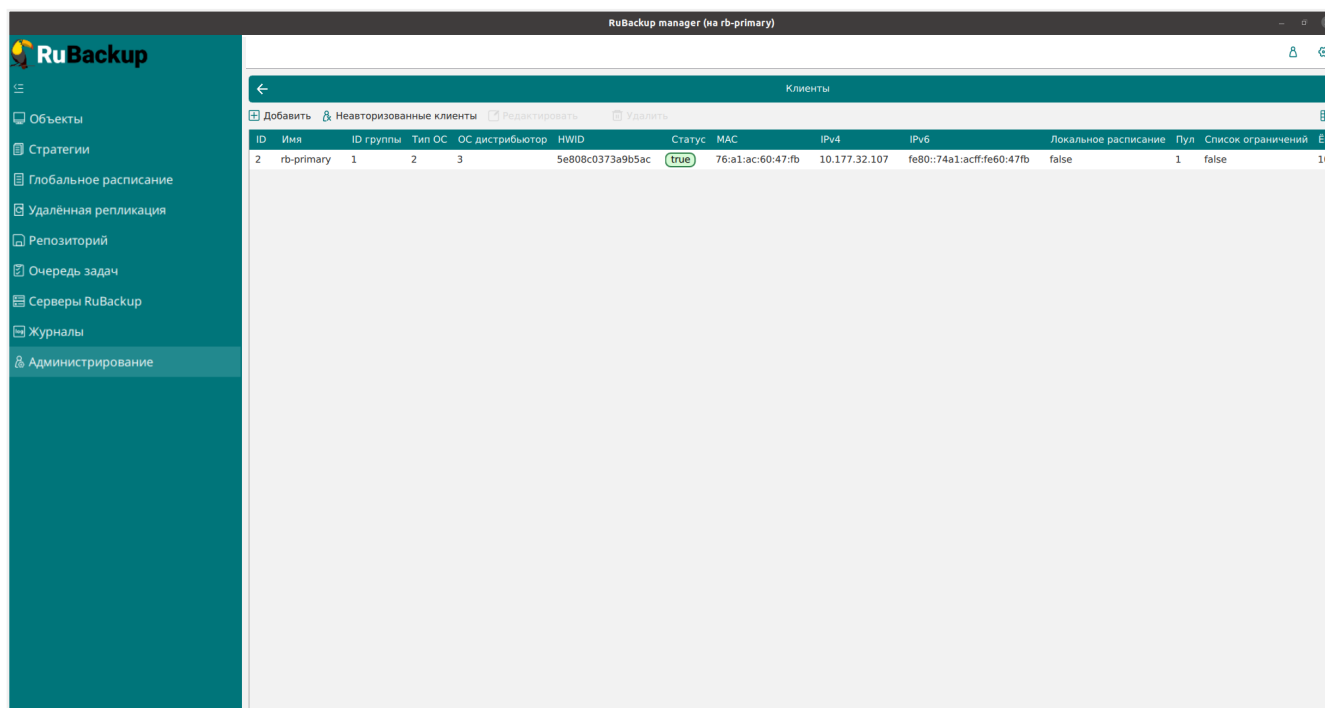 RuBackup manager (на rb-primary)
RuBackup
Клиенты
Добавить Неавторизованные клиенты Редактировать Удалить
Объекты
Стратегии
Глобальное расписание
Удалённая репликация
Репозиторий
Очередь задач
Серверы RuBackup
Журналы
Администрирование
ID Имя ID группы Тип ОС ОС дистрибьютор HWID Статус MAC IPv4 IPv6 Локальное расписание Пул Список ограничений
2 rb-primary 1 2 3 5e808c0373a9b5ac true 76:a1:ac:60:47:fb 10.177.32.107 fe80::74a1:acff:fe60:47fb false 1 false